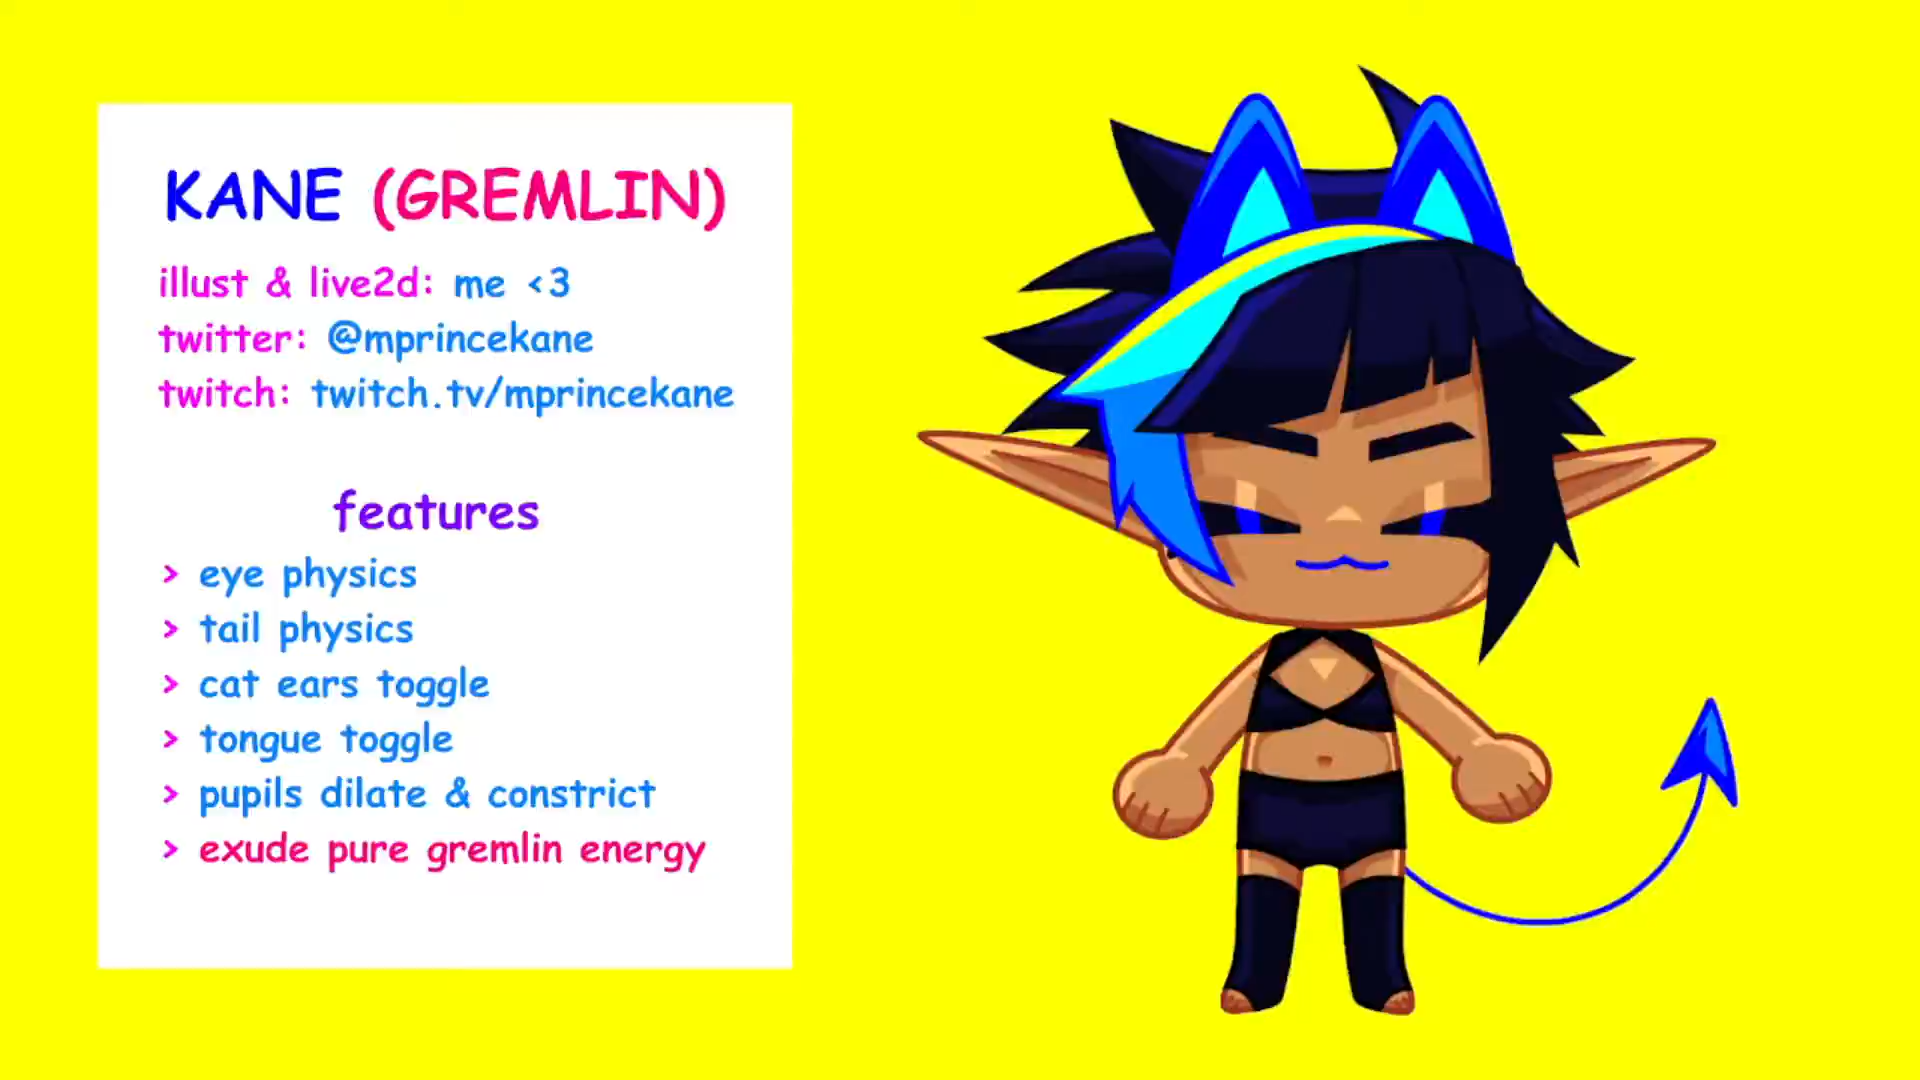 KANE (GREMLIN)
illust & live2d: me <3
twitter: @mprincekane
twitch: twitch.tv/mprincekane
features
> eye physics
> tail physics
> cat ears toggle
> tongue toggle
> pupils dilate & constrict
> exude pure gremlin energy